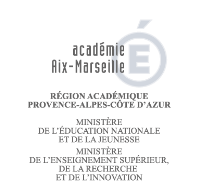 académie
Aix-Marseille
É
RÉGION ACADÉMIQUE
PROVENCE-ALPES-CÔTE D'AZUR
MINISTÈRE
DE L'ÉDUCATION NATIONALE
ET DE LA JEUNESSE
MINISTÈRE
DE L'ENSEIGNEMENT SUPÉRIEUR,
DE LA RECHERCHE
ET DE L'INNOVATION